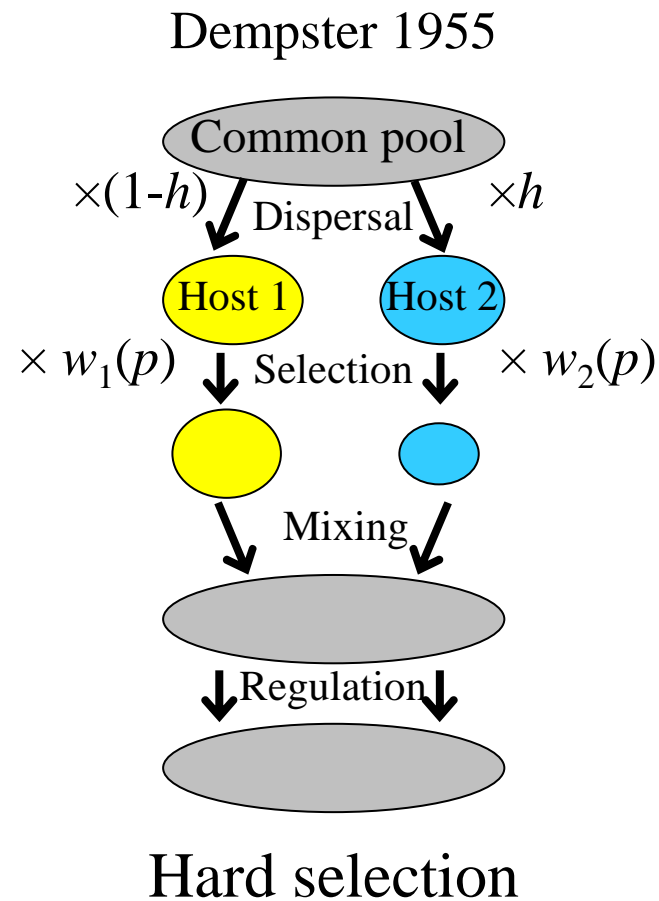 Dempster 1955
Common pool
×(1-h) Dispersal ×h
Host 1 Host 2
× w₁(p) Selection × w₂(p)
Mixing
Regulation
Hard selection